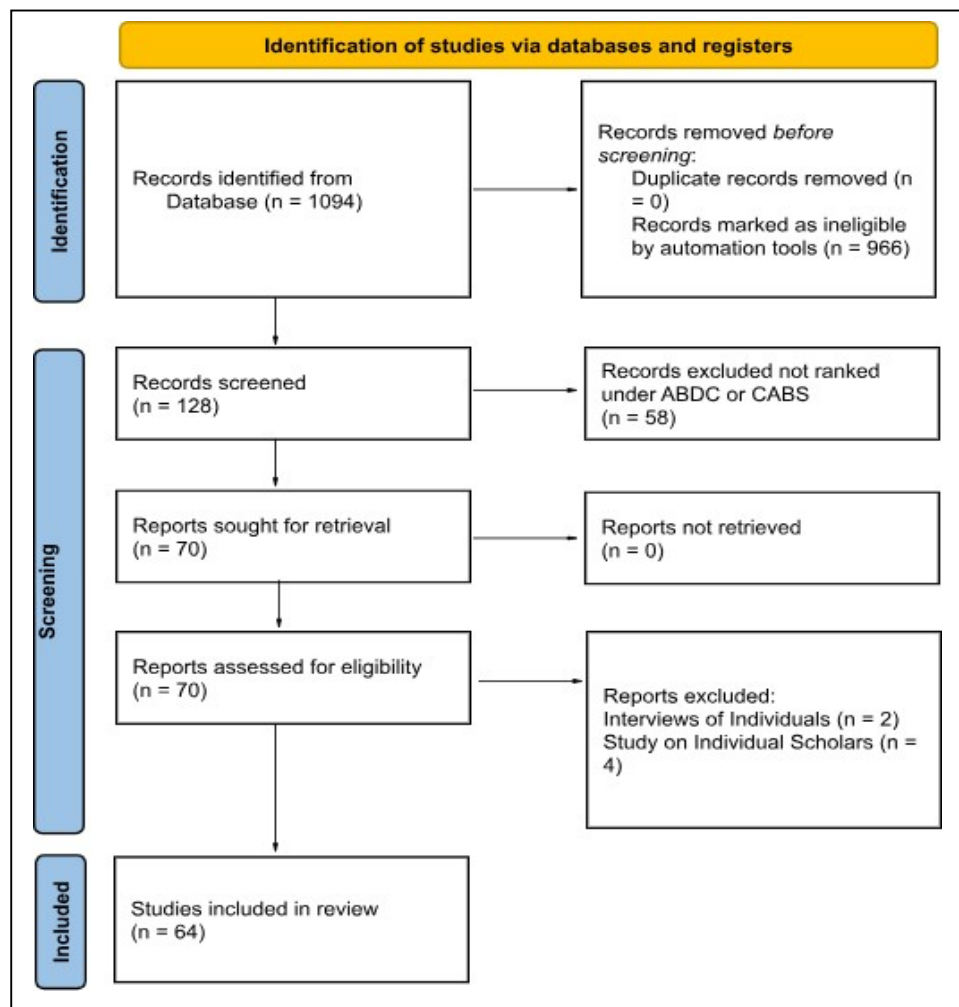 Identification of studies via databases and registers
Identification
Records identified from
Database (n = 1094)
Records removed before
screening:
Duplicate records removed (n
= 0)
Records marked as ineligible
by automation tools (n = 966)
Screening
Records screened
(n = 128)
Records excluded not ranked
under ABDC or CABS
(n = 58)
Reports sought for retrieval
(n = 70)
Reports not retrieved
(n = 0)
Reports assessed for eligibility
(n = 70)
Reports excluded:
Interviews of Individuals (n = 2)
Study on Individual Scholars (n =
4)
Included
Studies included in review
(n = 64)